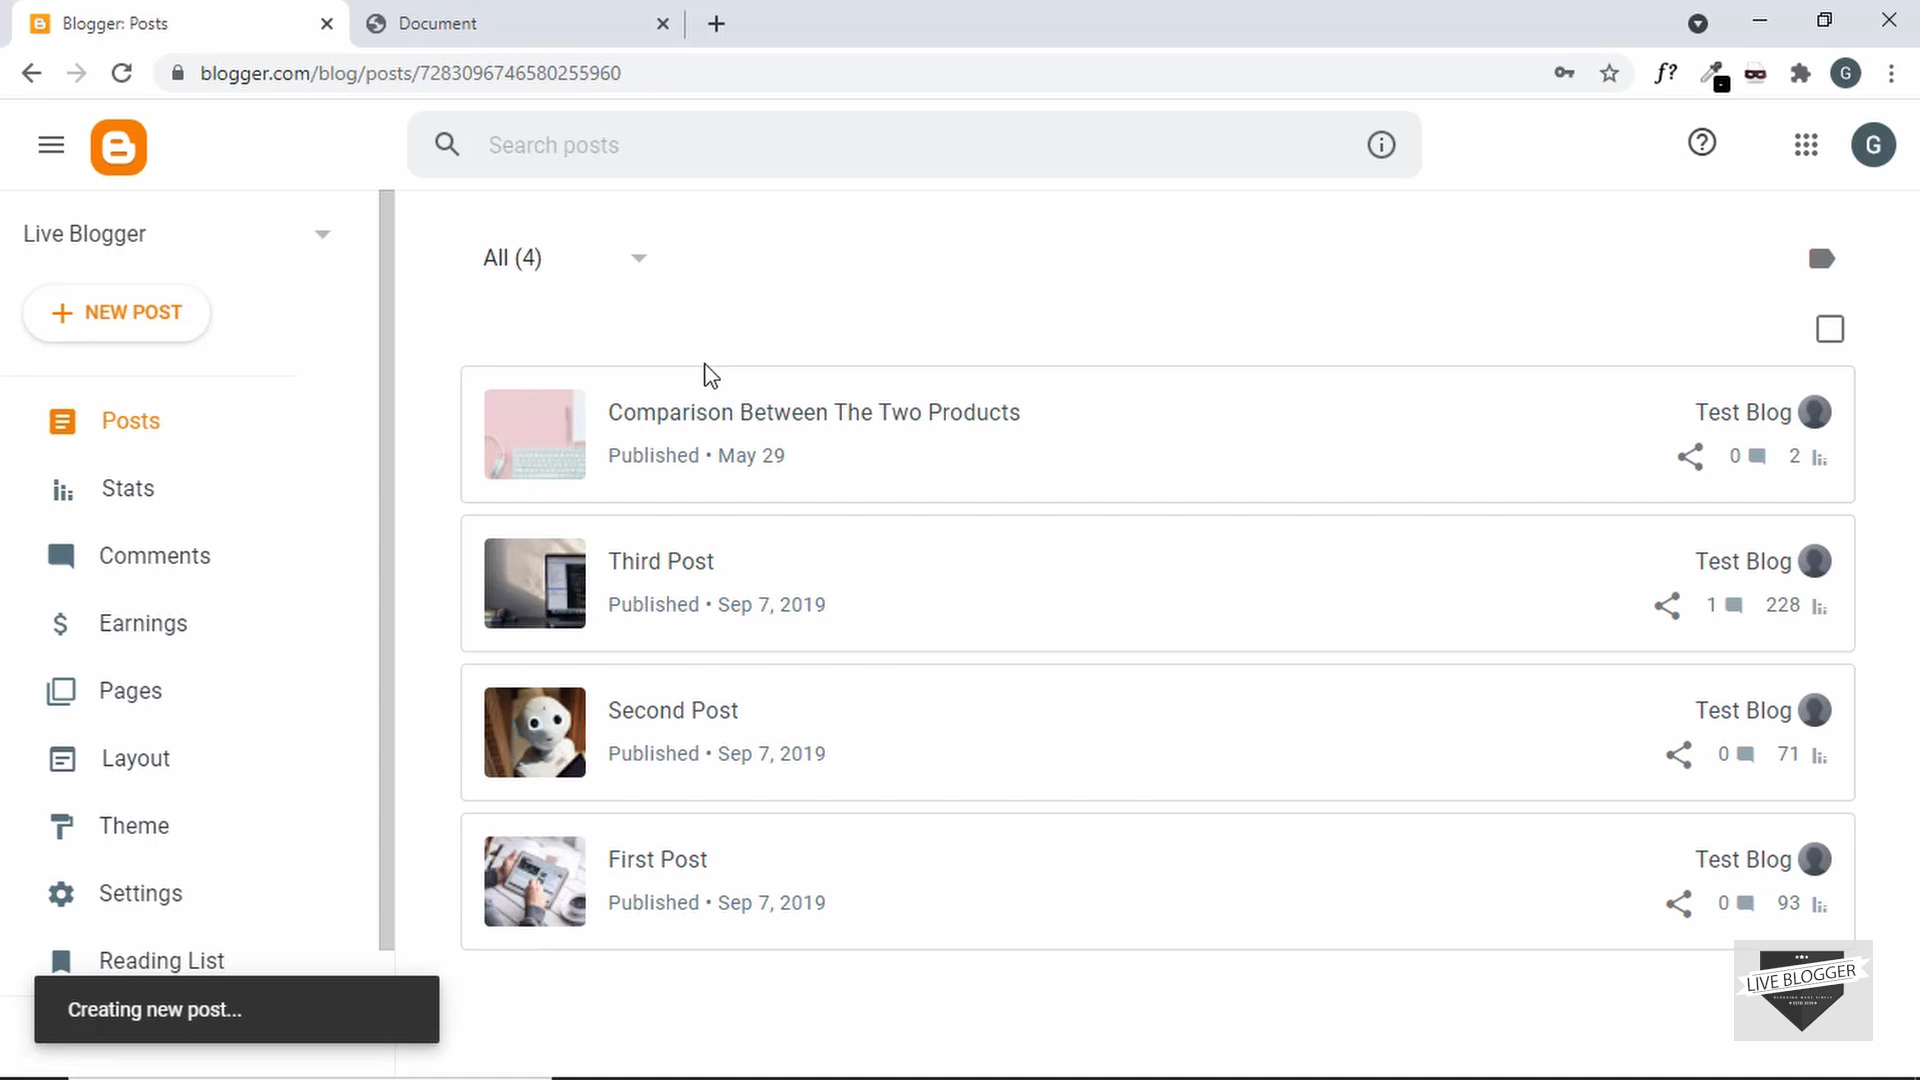 Blogger: Posts
Document
blogger.com/blog/posts/7283096746580255960
f?
G
Search posts
G
Live Blogger
NEW POST
Posts
Stats
Comments
Earnings
Pages
Layout
Theme
Settings
Reading List
Creating new post...
All (4)
Comparison Between The Two Products
Published • May 29
Test Blog
0 2
Third Post
Published • Sep 7, 2019
Test Blog
1 228
Second Post
Published • Sep 7, 2019
Test Blog
0 71
First Post
Published • Sep 7, 2019
Test Blog
0 93
LIVE BLOGGER